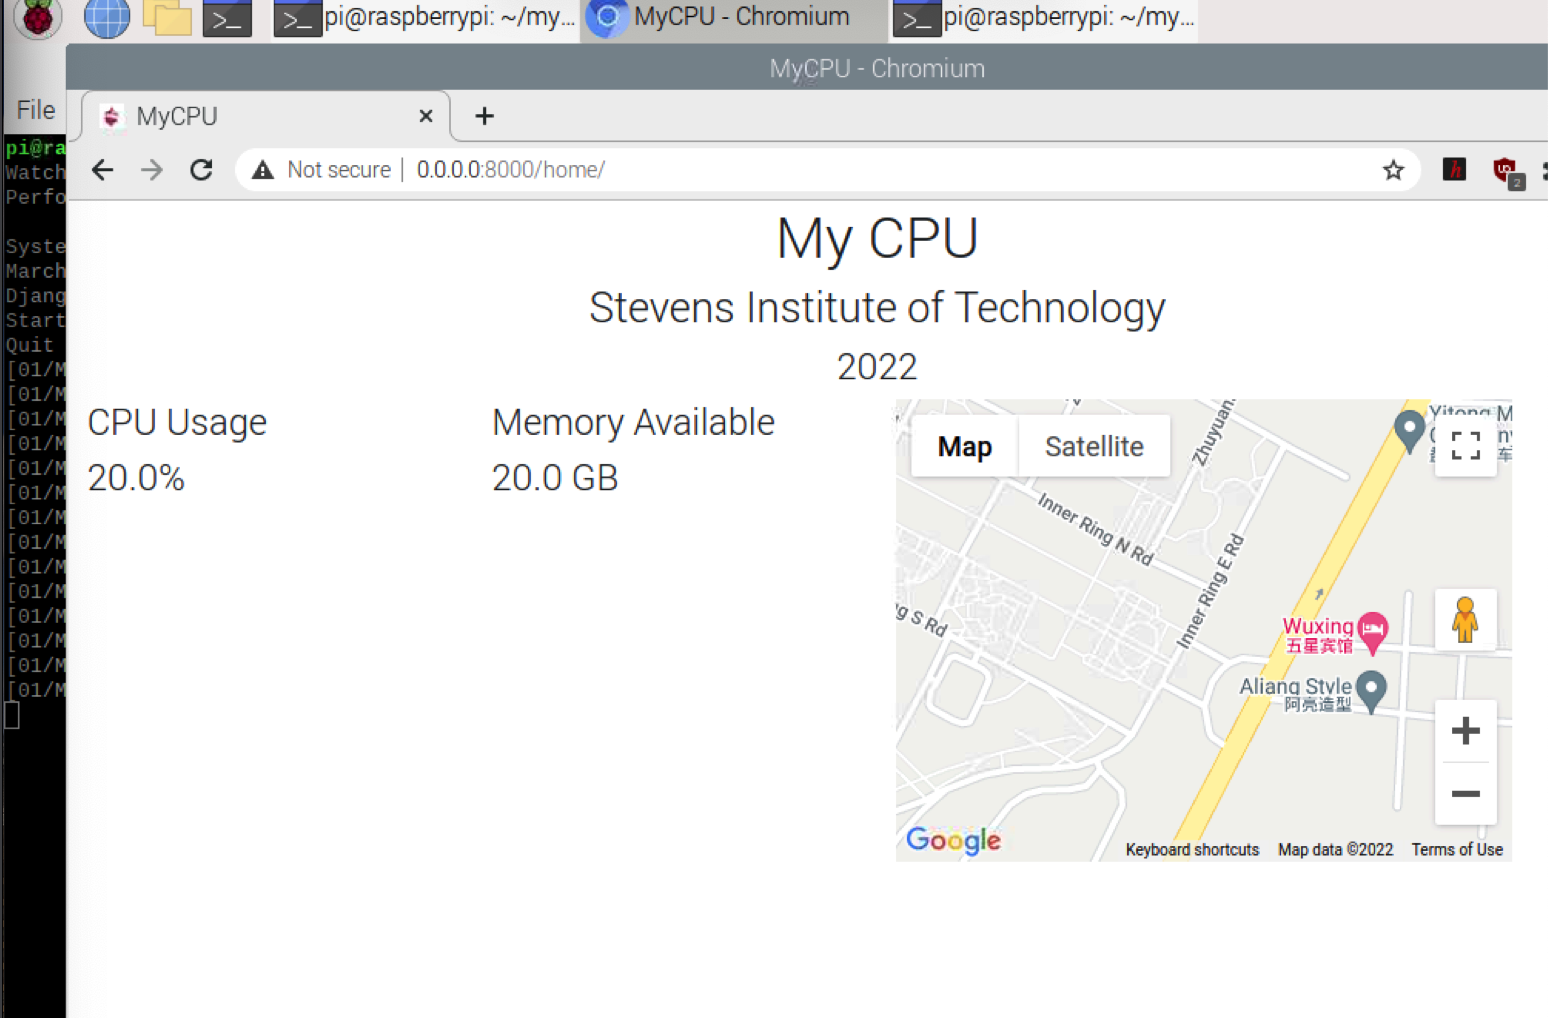 pi@raspberrypi: ~/my...
MyCPU - Chromium
pi@raspberrypi: ~/my...
MyCPU - Chromium
File
MyCPU
Not secure | 0.0.0.0:8000/home/
2
pi@ra
Watch
Perfo
Syste
March
Djang
Start
Quit
[01/M
[01/M
[01/M
[01/M
[01/M
[01/M
[01/M
[01/M
[01/M
[01/M
[01/M
[01/M
[01/M
[01/M
My CPU
Stevens Institute of Technology
2022
CPU Usage
20.0%
Memory Available
20.0 GB
Map
Satellite
Zhuyuan
Yitong M
Inner Ring N Rd
Inner Ring E Rd
g S Rd
Wuxing
五星宾馆
Aliang Style
阿亮造型
Google
Keyboard shortcuts
Map data ©2022
Terms of Use